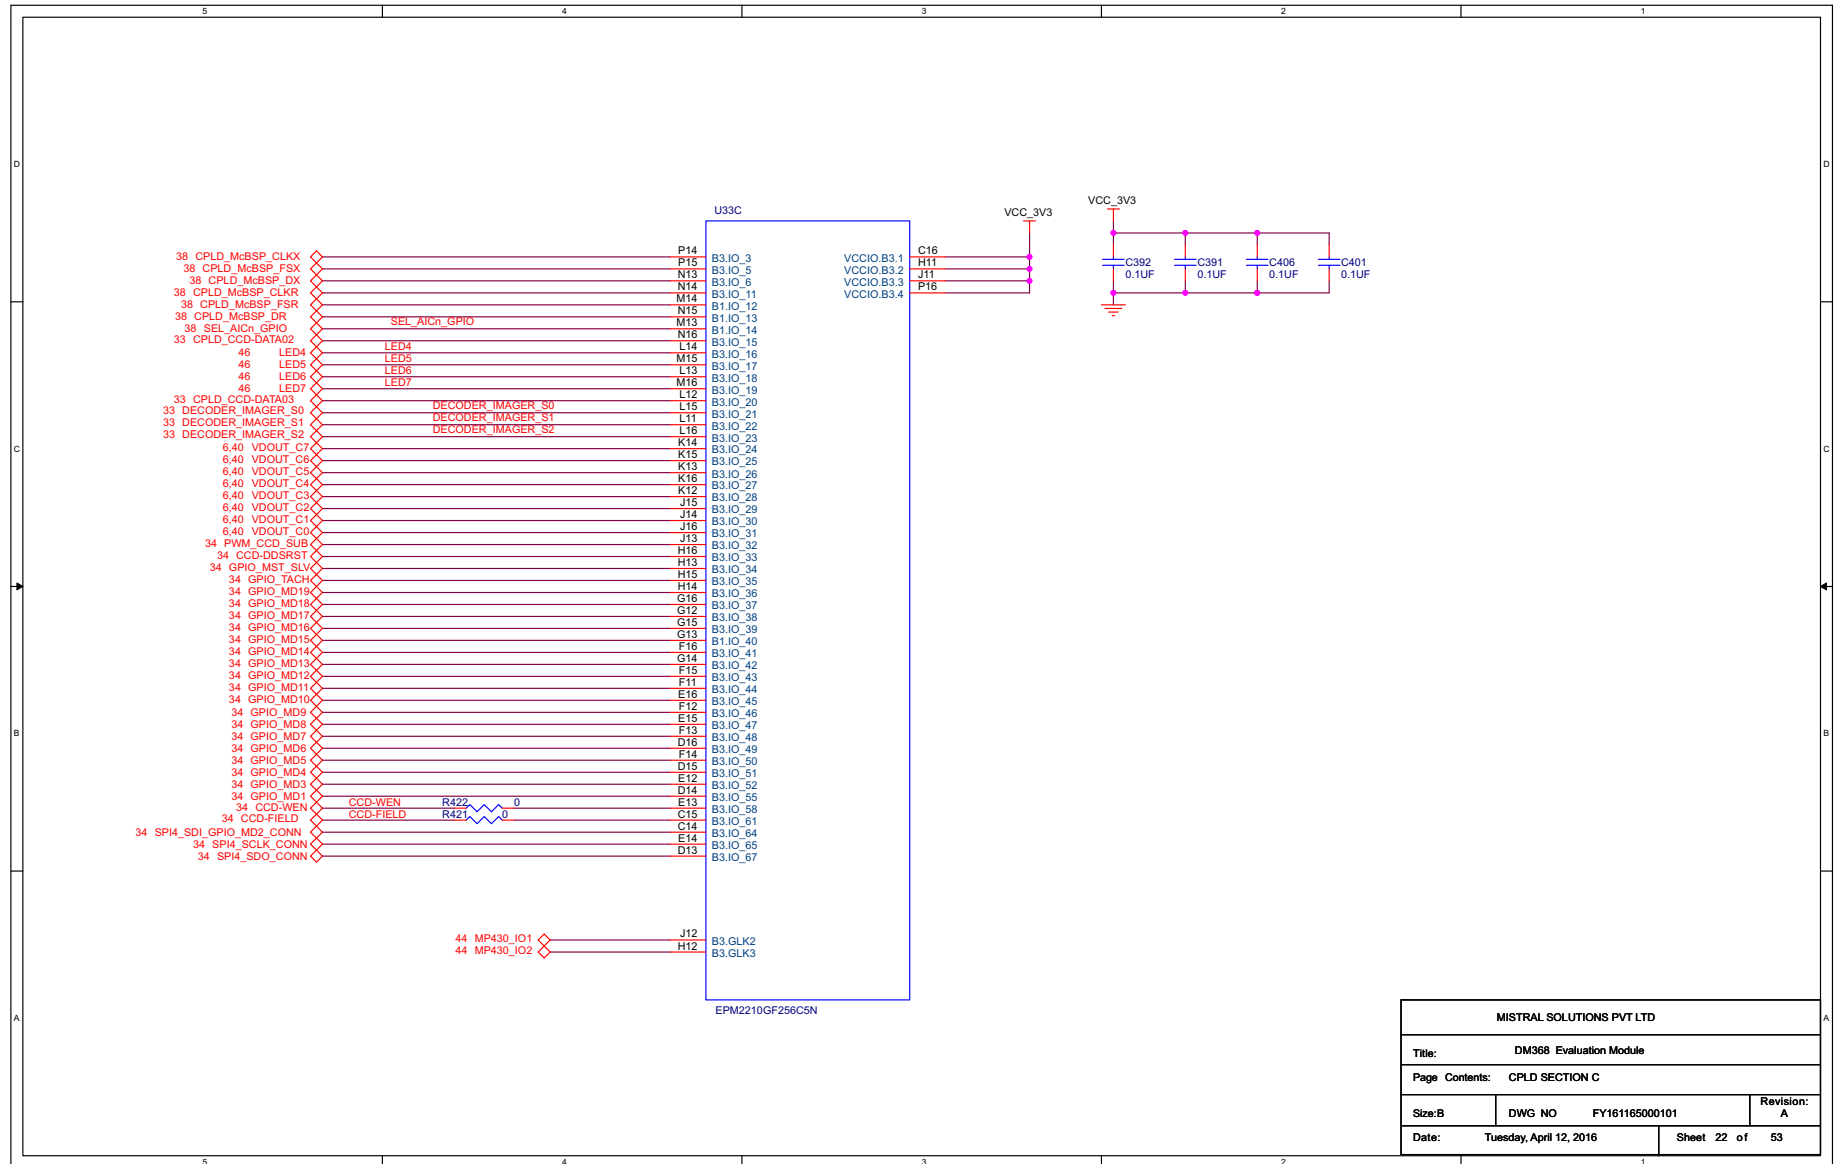 5 4 3 2 1
D D
C C
B B
A A
U33C
VCC_3V3
VCC_3V3
38 CPLD_McBSP_CLKX P14 B3.IO_3 VCCIO.B3.1 C16
38 CPLD_McBSP_FSX P15 B3.IO_5 VCCIO.B3.2 H11
38 CPLD_McBSP_DX N13 B3.IO_6 VCCIO.B3.3 J11
38 CPLD_McBSP_CLKR N14 B3.IO_11 VCCIO.B3.4 P16
38 CPLD_McBSP_FSR M14 B1.IO_12
38 CPLD_McBSP_DR N15 B1.IO_13
38 SEL_AICn_GPIO SEL_AICn_GPIO M13 B1.IO_14
33 CPLD_CCD-DATA02 N16 B3.IO_15
46 LED4 LED4 L14 B3.IO_16
46 LED5 LED5 M15 B3.IO_17
46 LED6 LED6 L13 B3.IO_18
46 LED7 LED7 M16 B3.IO_19
33 CPLD_CCD-DATA03 L12 B3.IO_20
33 DECODER_IMAGER_S0 DECODER_IMAGER_S0 L15 B3.IO_21
33 DECODER_IMAGER_S1 DECODER_IMAGER_S1 L11 B3.IO_22
33 DECODER_IMAGER_S2 DECODER_IMAGER_S2 L16 B3.IO_23
6,40 VDOUT_C7 K14 B3.IO_24
6,40 VDOUT_C6 K15 B3.IO_25
6,40 VDOUT_C5 K13 B3.IO_26
6,40 VDOUT_C4 K16 B3.IO_27
6,40 VDOUT_C3 K12 B3.IO_28
6,40 VDOUT_C2 J15 B3.IO_29
6,40 VDOUT_C1 J14 B3.IO_30
6,40 VDOUT_C0 J16 B3.IO_31
34 PWM_CCD_SUB J13 B3.IO_32
34 CCD-DDSRST H16 B3.IO_33
34 GPIO_MST_SLV H13 B3.IO_34
34 GPIO_TACH H15 B3.IO_35
34 GPIO_MD19 H14 B3.IO_36
34 GPIO_MD18 G16 B3.IO_37
34 GPIO_MD17 G12 B3.IO_38
34 GPIO_MD16 G15 B3.IO_39
34 GPIO_MD15 G13 B1.IO_40
34 GPIO_MD14 F16 B3.IO_41
34 GPIO_MD13 G14 B3.IO_42
34 GPIO_MD12 F15 B3.IO_43
34 GPIO_MD11 F11 B3.IO_44
34 GPIO_MD10 E16 B3.IO_45
34 GPIO_MD9 F12 B3.IO_46
34 GPIO_MD8 E15 B3.IO_47
34 GPIO_MD7 F13 B3.IO_48
34 GPIO_MD6 D16 B3.IO_49
34 GPIO_MD5 F14 B3.IO_50
34 GPIO_MD4 D15 B3.IO_51
34 GPIO_MD3 E12 B3.IO_52
34 GPIO_MD1 D14 B3.IO_55
34 CCD-WEN CCD-WEN R422 0 E13 B3.IO_58
34 CCD-FIELD CCD-FIELD R421 0 C15 B3.IO_61
34 SPI4_SDI_GPIO_MD2_CONN C14 B3.IO_64
34 SPI4_SCLK_CONN E14 B3.IO_65
34 SPI4_SDO_CONN D13 B3.IO_67
44 MP430_IO1 J12 B3.GLK2
44 MP430_IO2 H12 B3.GLK3
EPM2210GF256C5N
C392 C391 C406 C401
0.1UF 0.1UF 0.1UF 0.1UF
MISTRAL SOLUTIONS PVT LTD
Title: DM368 Evaluation Module
Page Contents: CPLD SECTION C
Size:B DWG NO FY161165000101 Revision: A
Date: Tuesday, April 12, 2016 Sheet 22 of 53
5 4 3 2 1